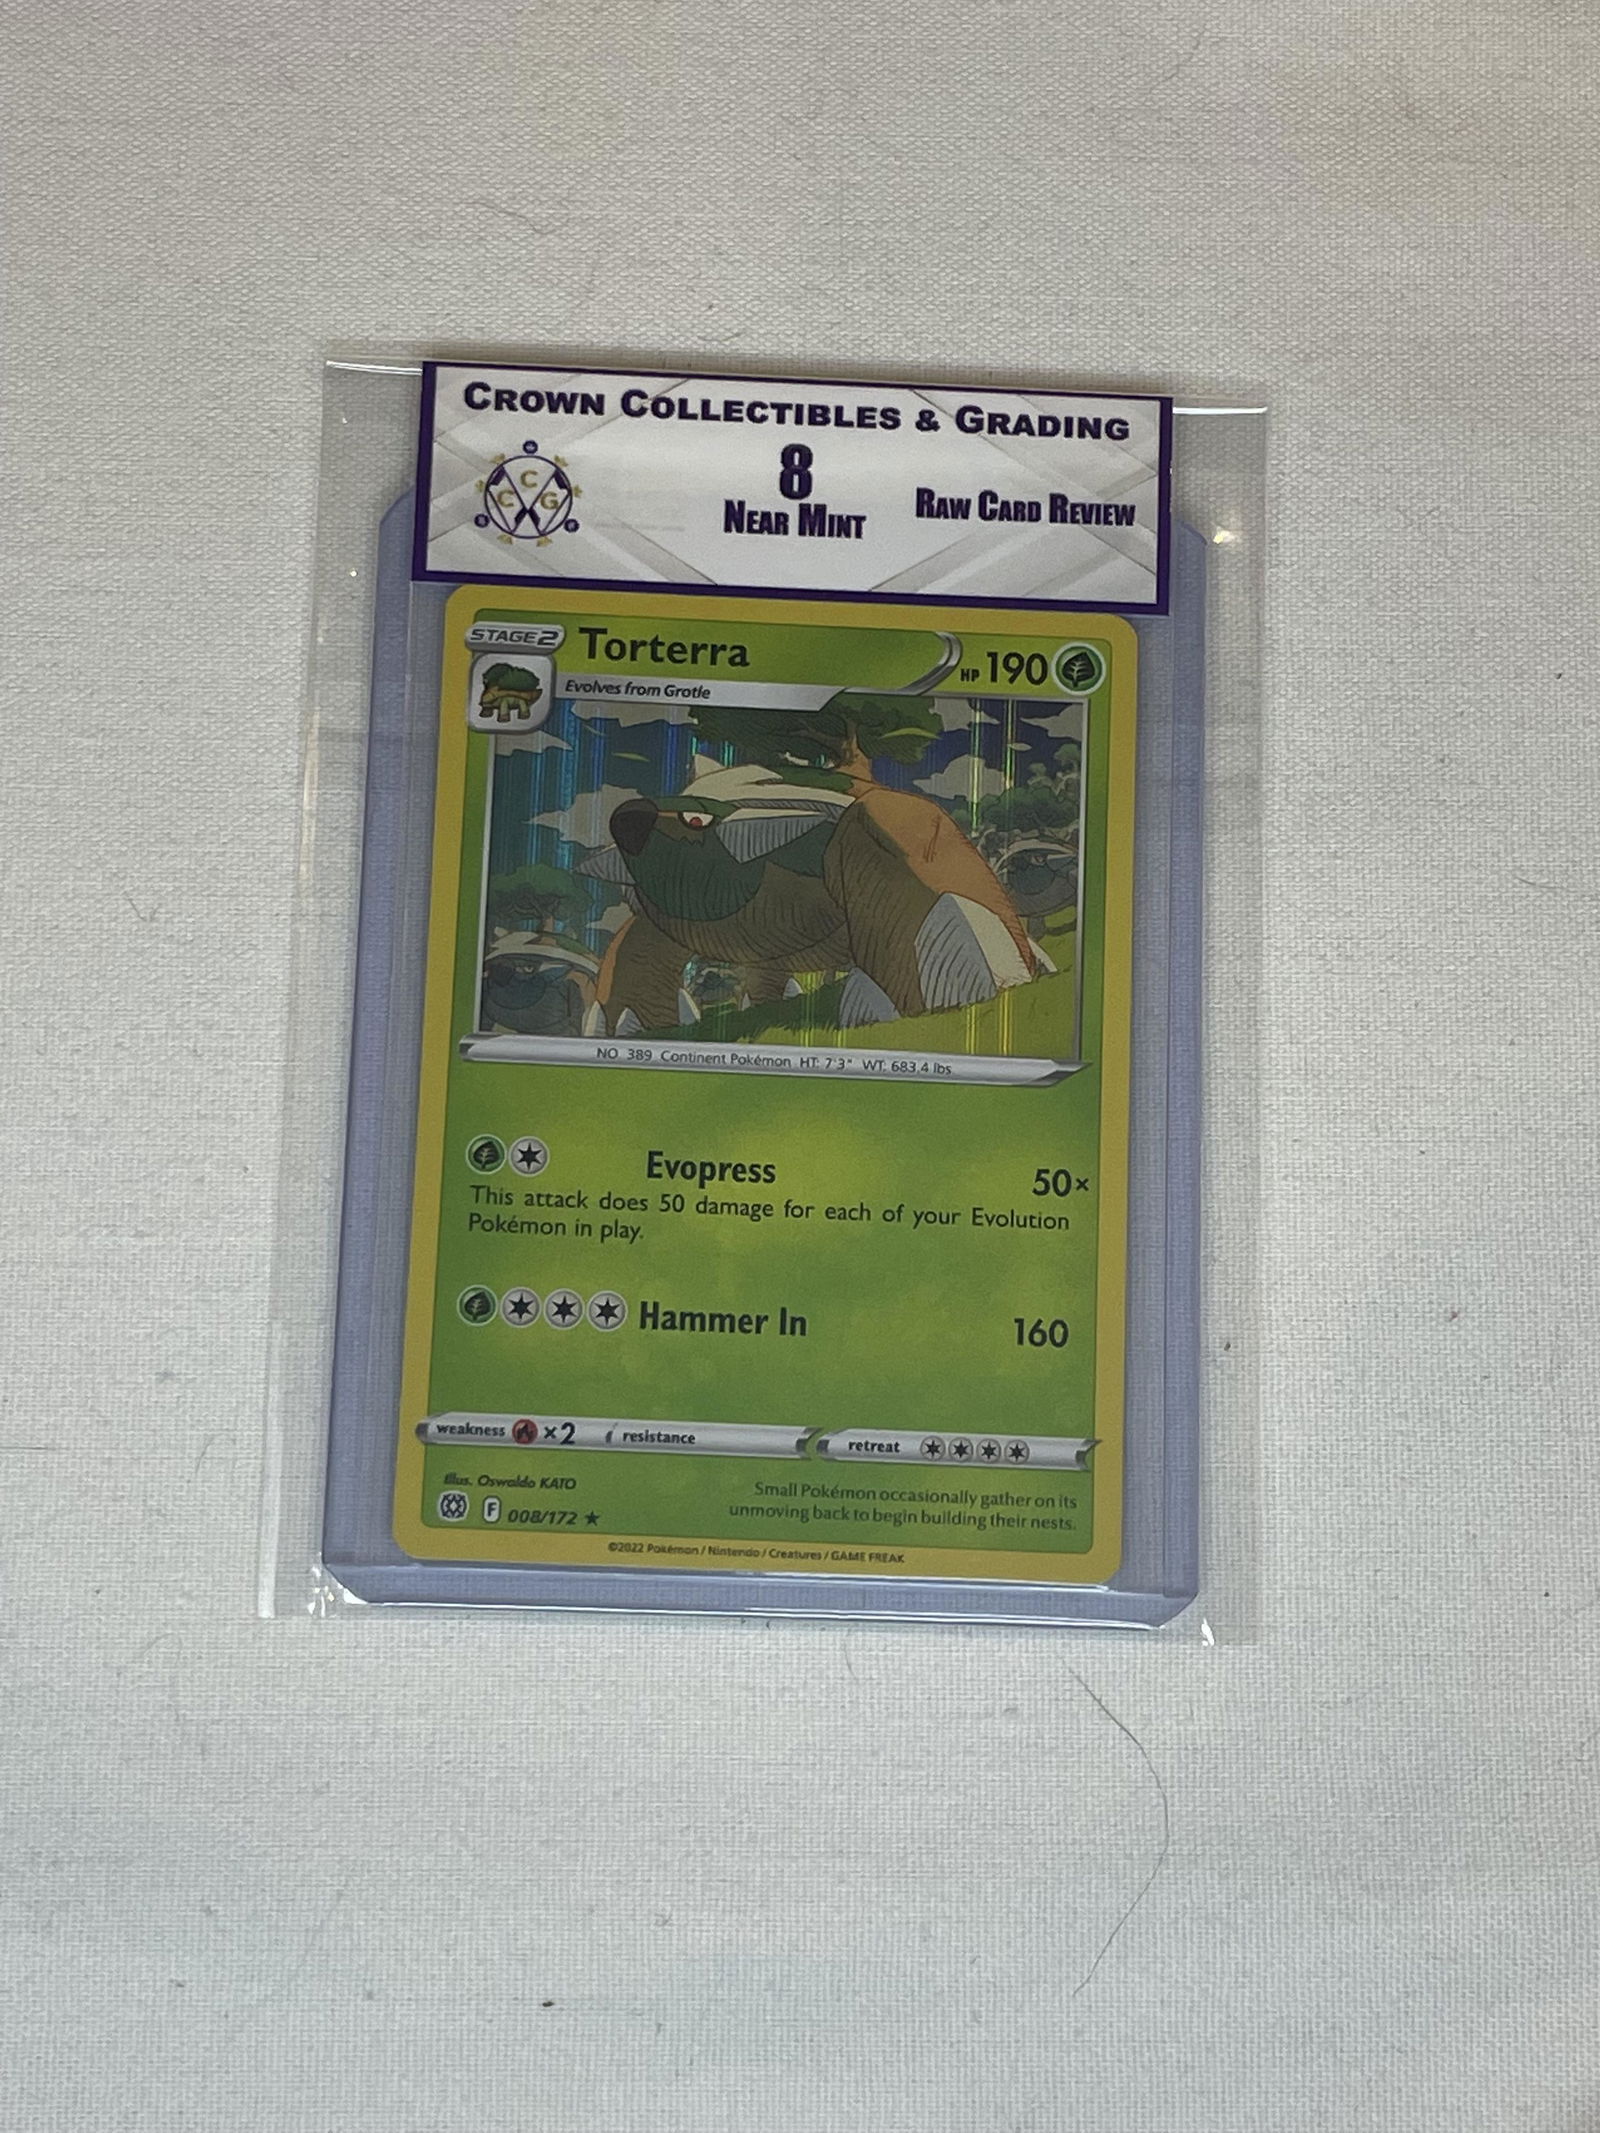 CROWN COLLECTIBLES & GRADING
C
C G
8
NEAR MINT
RAW CARD REVIEW
STAGE 2
Torterra
HP 190
Evolves from Grotle
NO. 389 Continent Pokémon HT: 7'3" WT: 683.4 lbs.
Evopress 50×
This attack does 50 damage for each of your Evolution
Pokémon in play.
Hammer In 160
weakness ×2 resistance retreat
Illus. Oswaldo KATO
F 008/172 ★
Small Pokémon occasionally gather on its
unmoving back to begin building their nests.
©2022 Pokémon / Nintendo / Creatures / GAME FREAK